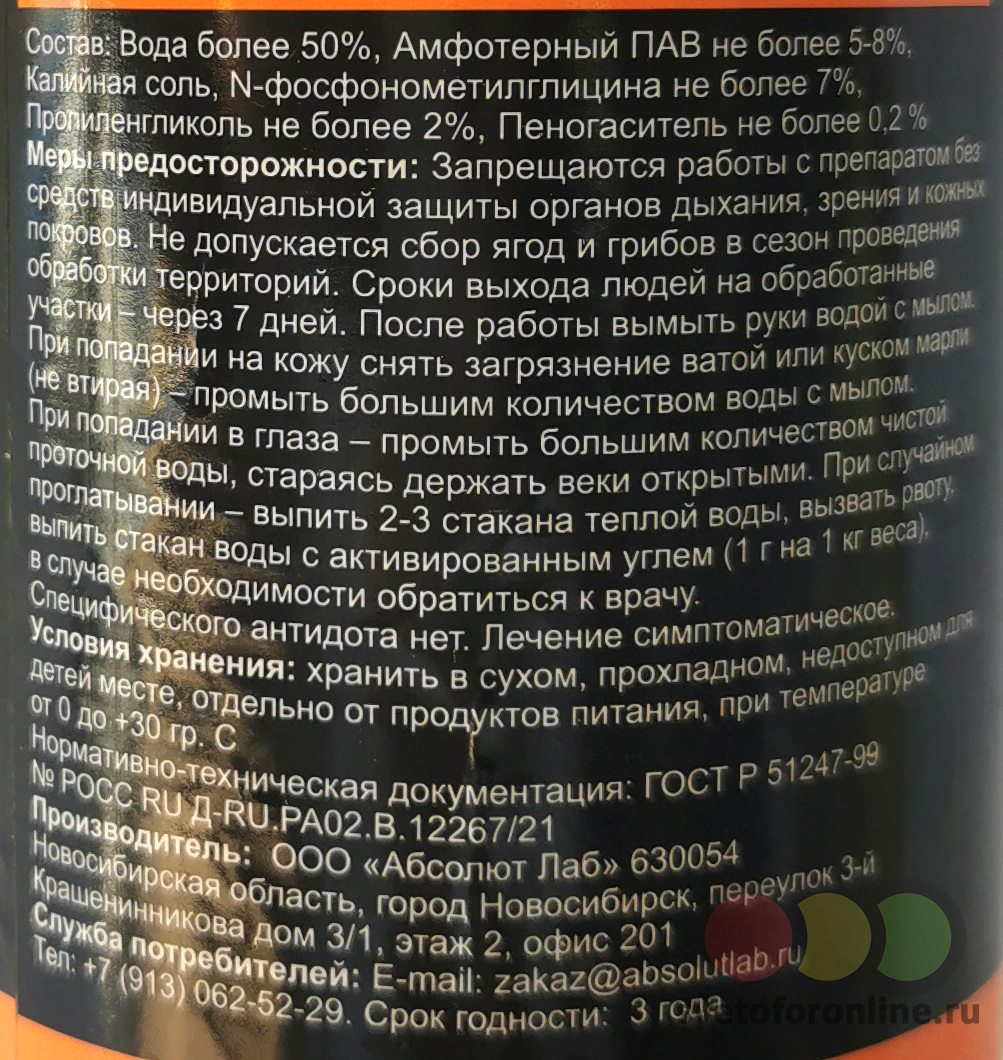 Состав: Вода более 50%, Амфотерный ПАВ не более 5-8%,
Калийная соль, N-фосфонометилглицина не более 7%,
Пропиленгликоль не более 2%, Пеногаситель не более 0,2 %
Меры предосторожности: Запрещаются работы с препаратом без
средств индивидуальной защиты органов дыхания, зрения и кожных
покровов. Не допускается сбор ягод и грибов в сезон проведения
обработки территорий. Сроки выхода людей на обработанные
участки – через 7 дней. После работы вымыть руки водой с мылом.
При попадании на кожу снять загрязнение ватой или куском марли
(не втирая) – промыть большим количеством воды с мылом.
При попадании в глаза – промыть большим количеством чистой
проточной воды, стараясь держать веки открытыми. При случайном
проглатывании – выпить 2-3 стакана теплой воды, вызвать рвоту,
выпить стакан воды с активированным углем (1 г на 1 кг веса),
в случае необходимости обратиться к врачу.
Специфического антидота нет. Лечение симптоматическое.
Условия хранения: хранить в сухом, прохладном, недоступном для
детей месте, отдельно от продуктов питания, при температуре
от 0 до +30 гр. С
Нормативно-техническая документация: ГОСТ Р 51247-99
№ РОСС RU Д-RU.РА02.В.12267/21
Производитель: ООО «Абсолют Лаб» 630054
Новосибирская область, город Новосибирск, переулок 3-й
Крашенинникова дом 3/1, этаж 2, офис 201
Служба потребителей: E-mail: zakaz@absolutlab.ru
Тел: +7 (913) 062-52-29. Срок годности: 3 года
etoforonline.ru